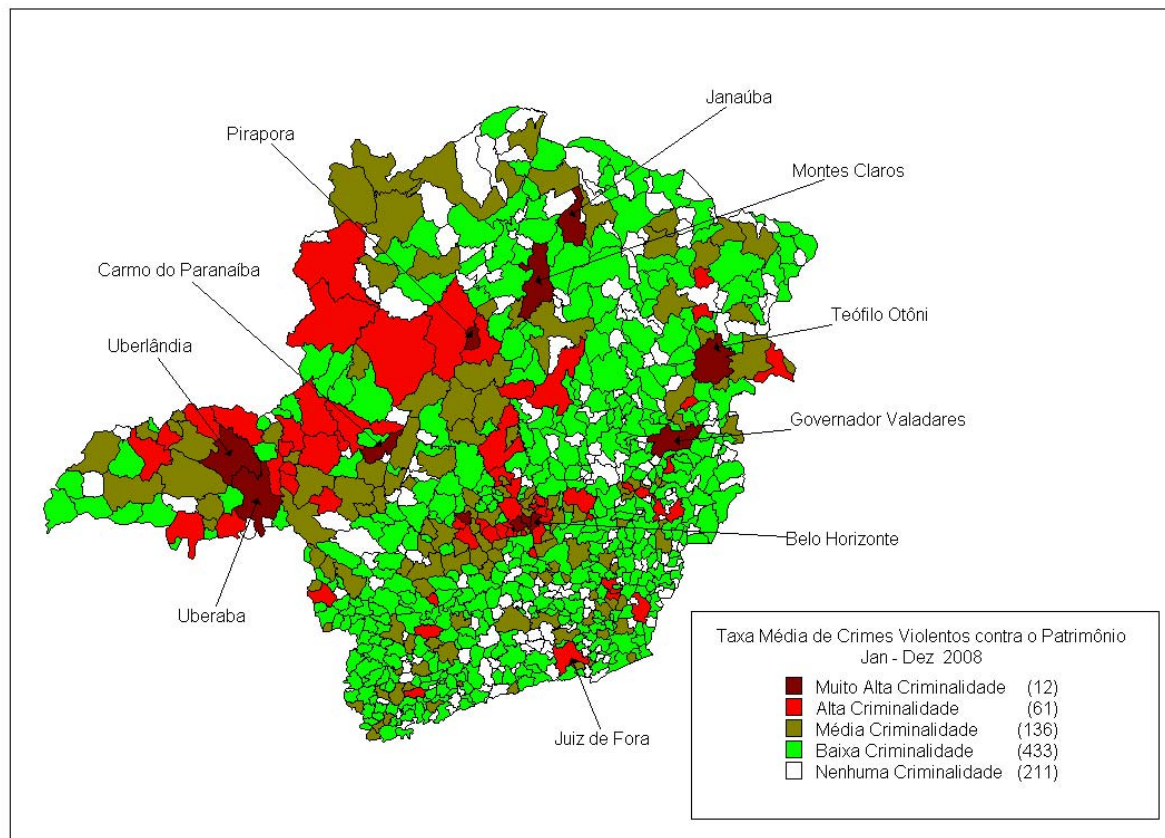 Janaúba
Pirapora
Montes Claros
Carmo do Paranaíba
Teófilo Otôni
Uberlândia
Governador Valadares
Belo Horizonte
Uberaba
Juiz de Fora
Taxa Média de Crimes Violentos contra o Patrimônio
Jan - Dez 2008
Muito Alta Criminalidade (12)
Alta Criminalidade (61)
Média Criminalidade (136)
Baixa Criminalidade (433)
Nenhuma Criminalidade (211)